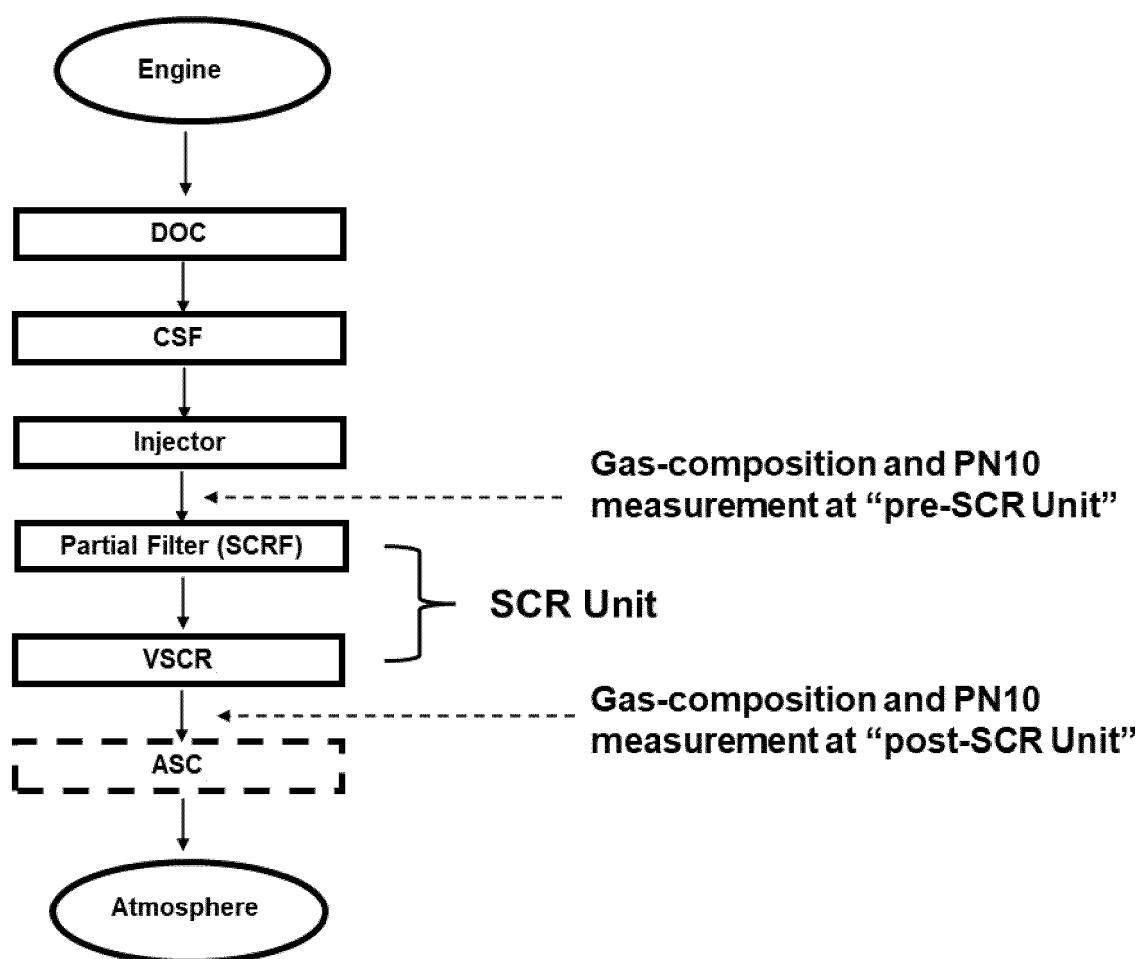 Engine
DOC
CSF
Injector
Gas-composition and PN10
measurement at “pre-SCR Unit”
Partial Filter (SCRF)
SCR Unit
VSCR
Gas-composition and PN10
measurement at “post-SCR Unit”
ASC
Atmosphere